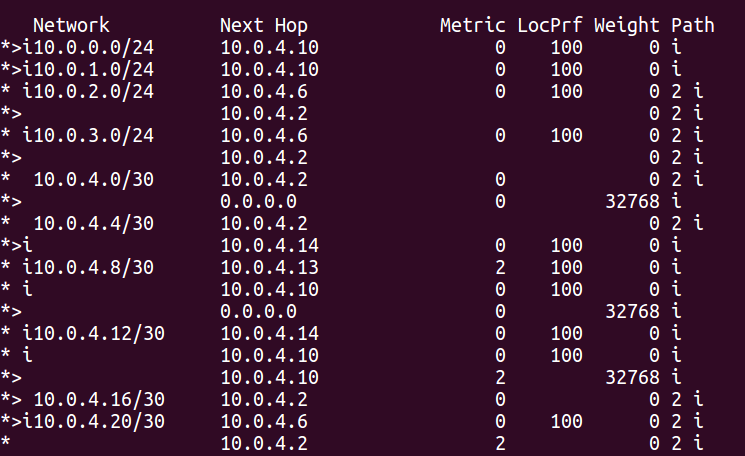 Network          Next Hop            Metric LocPrf Weight Path
*>i10.0.0.0/24      10.0.4.10                0    100      0 i
*>i10.0.1.0/24      10.0.4.10                0    100      0 i
* i10.0.2.0/24      10.0.4.6                 0    100      0 2 i
*>                  10.0.4.2                               0 2 i
* i10.0.3.0/24      10.0.4.6                 0    100      0 2 i
*>                  10.0.4.2                               0 2 i
*  10.0.4.0/30      10.0.4.2                 0             0 2 i
*>                  0.0.0.0                  0         32768 i
*  10.0.4.4/30      10.0.4.2                               0 2 i
*>i                 10.0.4.14                0    100      0 i
* i10.0.4.8/30      10.0.4.13                2    100      0 i
* i                 10.0.4.10                0    100      0 i
*>                  0.0.0.0                  0         32768 i
* i10.0.4.12/30     10.0.4.14                0    100      0 i
* i                 10.0.4.10                0    100      0 i
*>                  10.0.4.10                2         32768 i
*> 10.0.4.16/30     10.0.4.2                 0             0 2 i
*>i10.0.4.20/30     10.0.4.6                 0    100      0 2 i
*                   10.0.4.2                 2             0 2 i